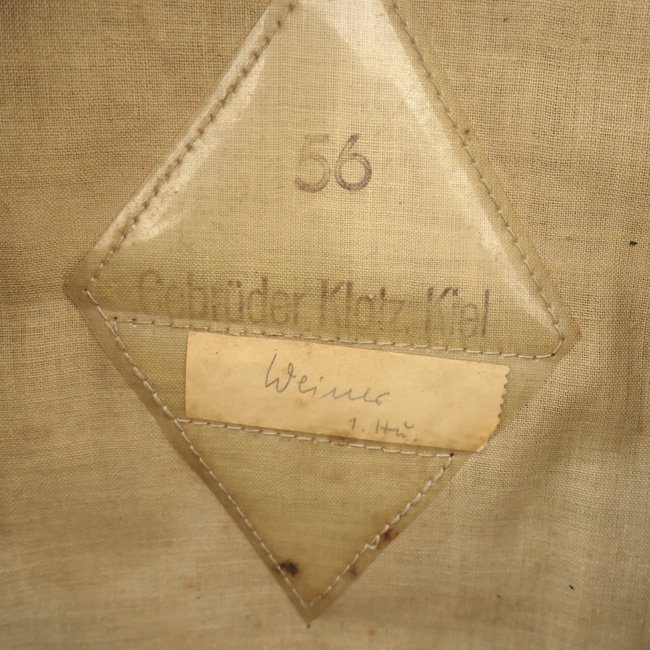 56
Gebrüder Klotz, Kiel
Weiner
1. Hu.